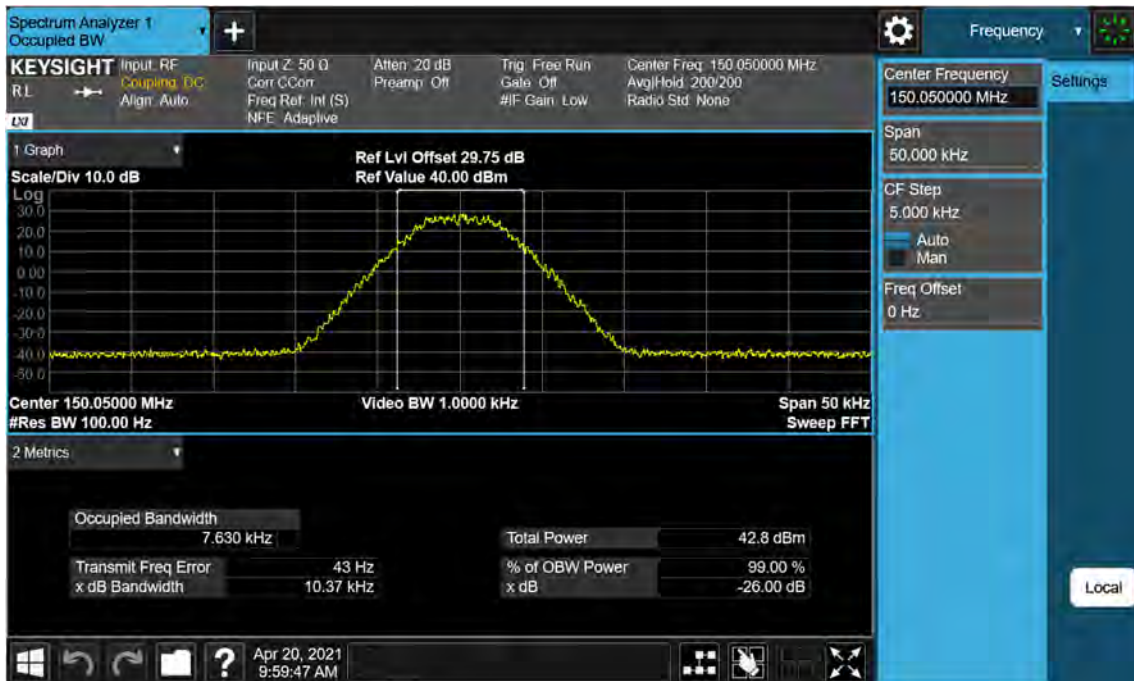 Spectrum Analyzer 1
Occupied BW
+
Frequency
KEYSIGHT
RL
LXI
Input: RF
Coupling: DC
Align: Auto
Input Z: 50 Ω
Corr CCorr
Freq Ref: Int (S)
NFE: Adaptive
Atten: 20 dB
Preamp: Off
Trig: Free Run
Gate: Off
#IF Gain: Low
Center Freq: 150.050000 MHz
Avg|Hold: 200/200
Radio Std: None
Center Frequency
150.050000 MHz
Settings
Span
50.000 kHz
CF Step
5.000 kHz
Auto
Man
Freq Offset
0 Hz
Local
1 Graph
Scale/Div 10.0 dB
Ref Lvl Offset 29.75 dB
Ref Value 40.00 dBm
Log
30.0
20.0
10.0
0.00
-10.0
-20.0
-30.0
-40.0
-50.0
Center 150.05000 MHz
#Res BW 100.00 Hz
Video BW 1.0000 kHz
Span 50 kHz
Sweep FFT
2 Metrics
Occupied Bandwidth
7.630 kHz
Total Power 42.8 dBm
Transmit Freq Error 43 Hz
% of OBW Power 99.00 %
x dB Bandwidth 10.37 kHz
x dB -26.00 dB
?
Apr 20, 2021
9:59:47 AM